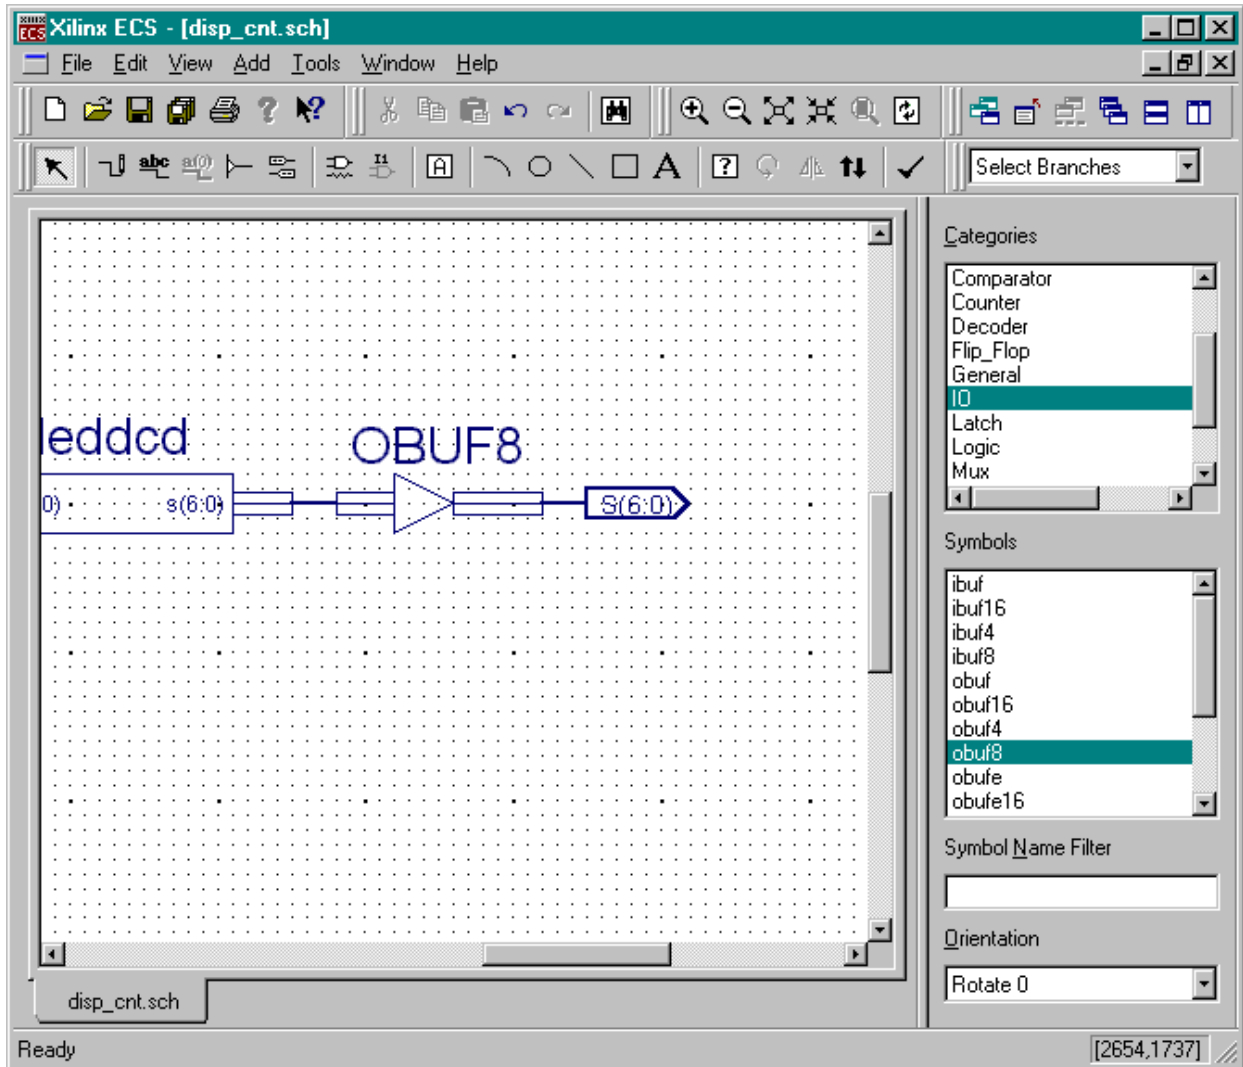 Xilinx ECS - [disp_cnt.sch]
File Edit View Add Tools Window Help
Select Branches
Categories
Comparator
Counter
Decoder
Flip_Flop
General
IO
Latch
Logic
Mux
leddcd
OBUF8
0)
s(6:0)
S(6:0)
Symbols
ibuf
ibuf16
ibuf4
ibuf8
obuf
obuf16
obuf4
obuf8
obufe
obufe16
Symbol Name Filter
Orientation
Rotate 0
disp_cnt.sch
Ready
[2654,1737]